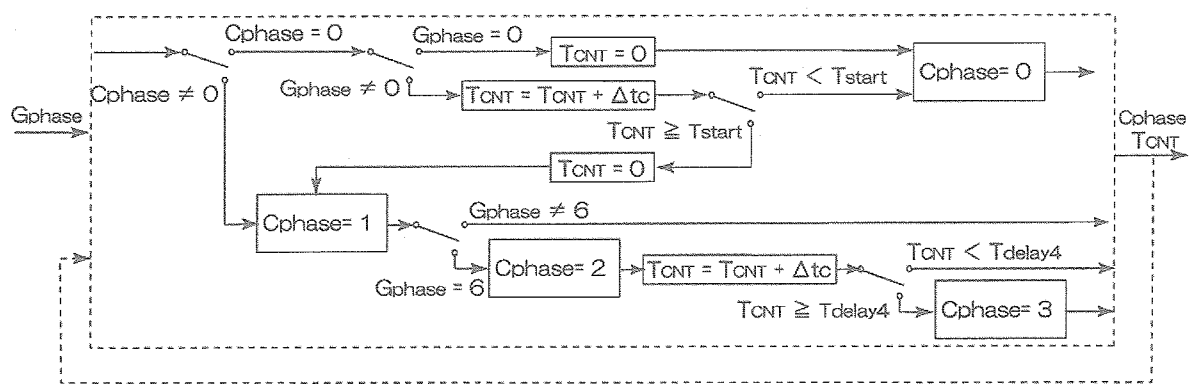 Cphase = 0
Gphase = 0
TCNT = 0
Cphase= 0
TCNT < Tstart
Cphase ≠ 0
Gphase ≠ 0
TCNT = TCNT + Δtc
Gphase
TCNT ≧ Tstart
Cphase
TCNT
TCNT = 0
Cphase= 1
Gphase ≠ 6
Gphase = 6
Cphase= 2
TCNT = TCNT + Δtc
TCNT < Tdelay4
TCNT ≧ Tdelay4
Cphase= 3